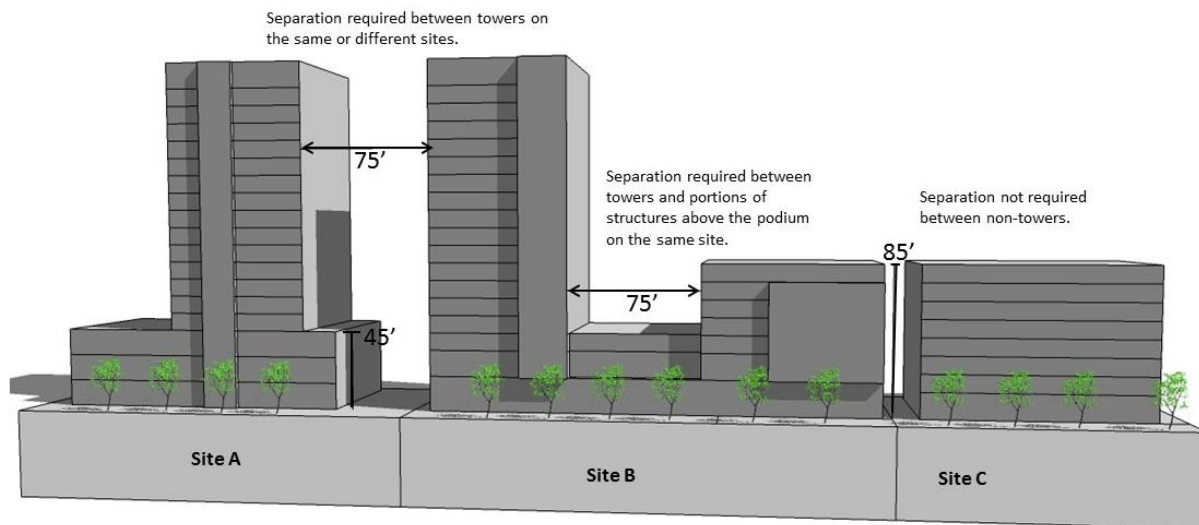 Separation required between towers on
the same or different sites.
75’
Separation required between
towers and portions of
structures above the podium
on the same site.
Separation not required
between non-towers.
85’
75’
45’
Site A
Site B
Site C